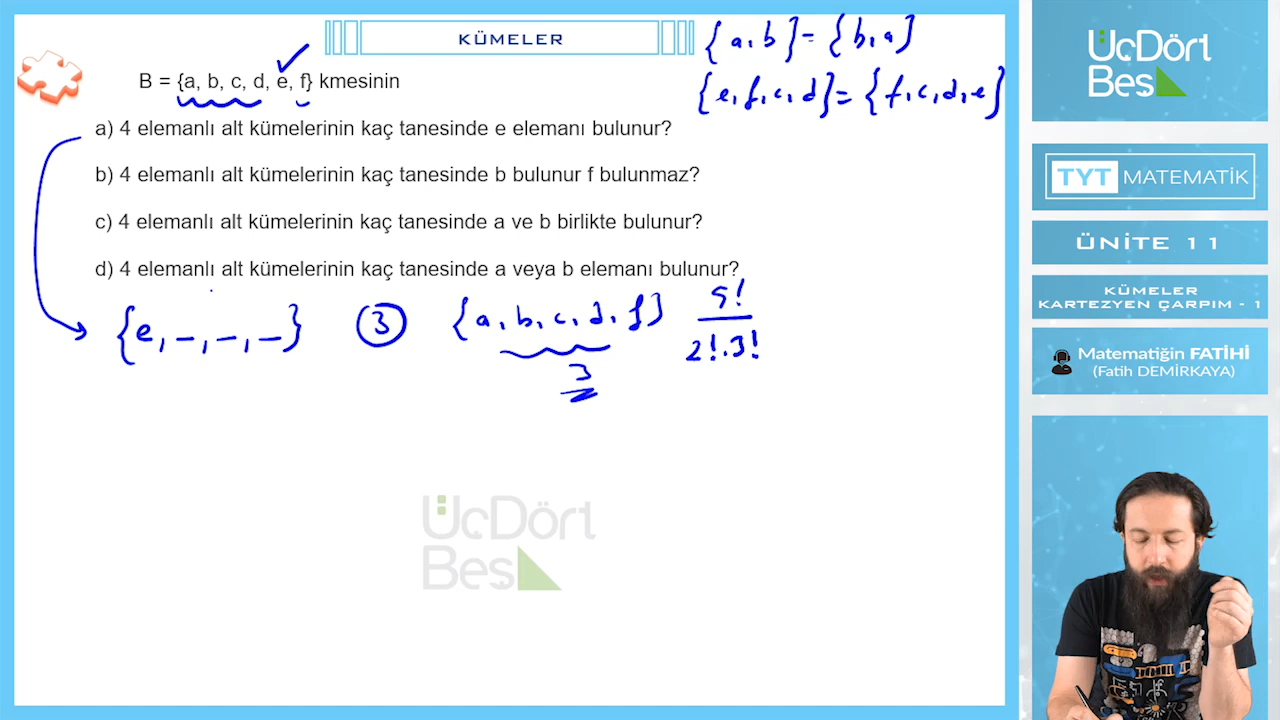 KÜMELER
{a, b} = {b, a}
{e, f, c, d} = {f, c, d, e}
B = {a, b, c, d, e, f} kmesinin
a) 4 elemanlı alt kümelerinin kaç tanesinde e elemanı bulunur?
b) 4 elemanlı alt kümelerinin kaç tanesinde b bulunur f bulunmaz?
c) 4 elemanlı alt kümelerinin kaç tanesinde a ve b birlikte bulunur?
d) 4 elemanlı alt kümelerinin kaç tanesinde a veya b elemanı bulunur?
{e, _, _, _} 3 {a, b, c, d, f} 5!
2!.3!
3
ÜçDört
Beş
ÜçDört
Beş
TYT MATEMATİK
ÜNİTE 11
KÜMELER
KARTEZYEN ÇARPIM - 1
Matematiğin FATİHİ
(Fatih DEMİRKAYA)